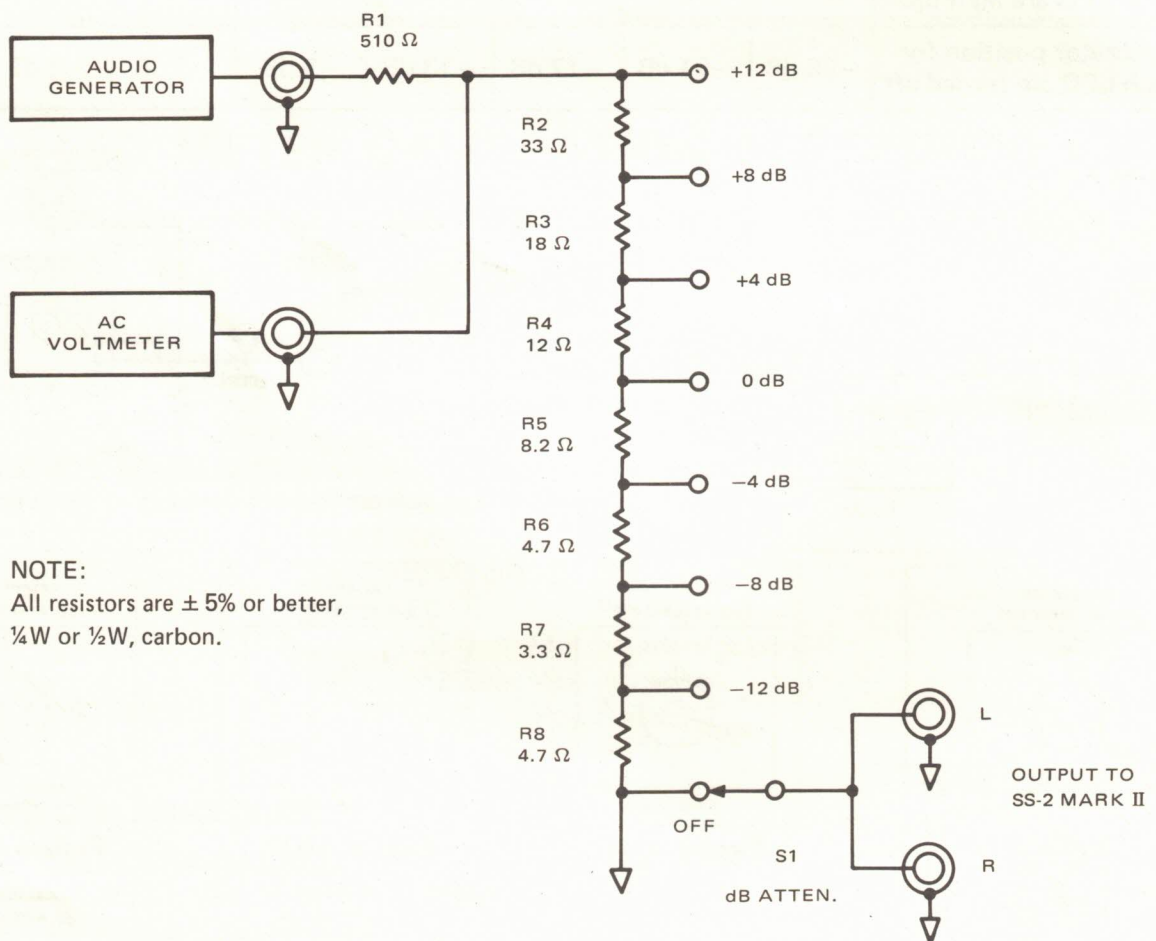 R1
510 Ω
AUDIO
GENERATOR
+12 dB
R2
33 Ω
+8 dB
R3
18 Ω
+4 dB
R4
12 Ω
AC
VOLTMETER
0 dB
R5
8.2 Ω
−4 dB
R6
4.7 Ω
−8 dB
NOTE:
All resistors are ± 5% or better,
¼W or ½W, carbon.
R7
3.3 Ω
−12 dB
R8
4.7 Ω
L
OUTPUT TO
SS-2 MARK II
OFF
S1
dB ATTEN.
R